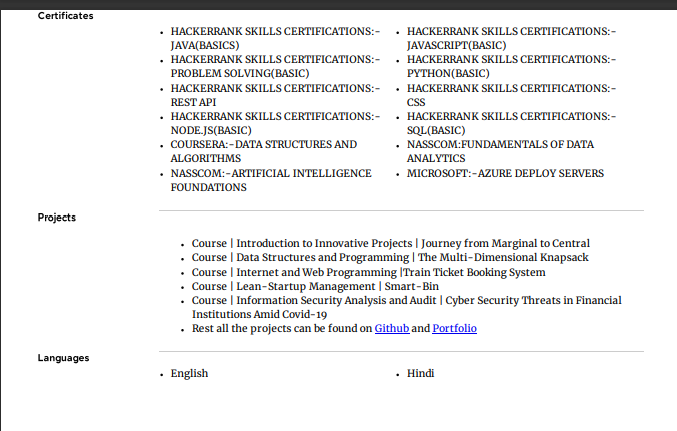 Certificates
• HACKERRANK SKILLS CERTIFICATIONS:-
JAVA(BASICS)
• HACKERRANK SKILLS CERTIFICATIONS:-
PROBLEM SOLVING(BASIC)
• HACKERRANK SKILLS CERTIFICATIONS:-
REST API
• HACKERRANK SKILLS CERTIFICATIONS:-
NODE.JS(BASIC)
• COURSERA:-DATA STRUCTURES AND
ALGORITHMS
• NASSCOM:-ARTIFICIAL INTELLIGENCE
FOUNDATIONS
• HACKERRANK SKILLS CERTIFICATIONS:-
JAVASCRIPT(BASIC)
• HACKERRANK SKILLS CERTIFICATIONS:-
PYTHON(BASIC)
• HACKERRANK SKILLS CERTIFICATIONS:-
CSS
• HACKERRANK SKILLS CERTIFICATIONS:-
SQL(BASIC)
• NASSCOM:FUNDAMENTALS OF DATA
ANALYTICS
• MICROSOFT:-AZURE DEPLOY SERVERS
Projects
• Course | Introduction to Innovative Projects | Journey from Marginal to Central
• Course | Data Structures and Programming | The Multi-Dimensional Knapsack
• Course | Internet and Web Programming |Train Ticket Booking System
• Course | Lean-Startup Management | Smart-Bin
• Course | Information Security Analysis and Audit | Cyber Security Threats in Financial
Institutions Amid Covid-19
• Rest all the projects can be found on Github and Portfolio
Languages
• English
• Hindi